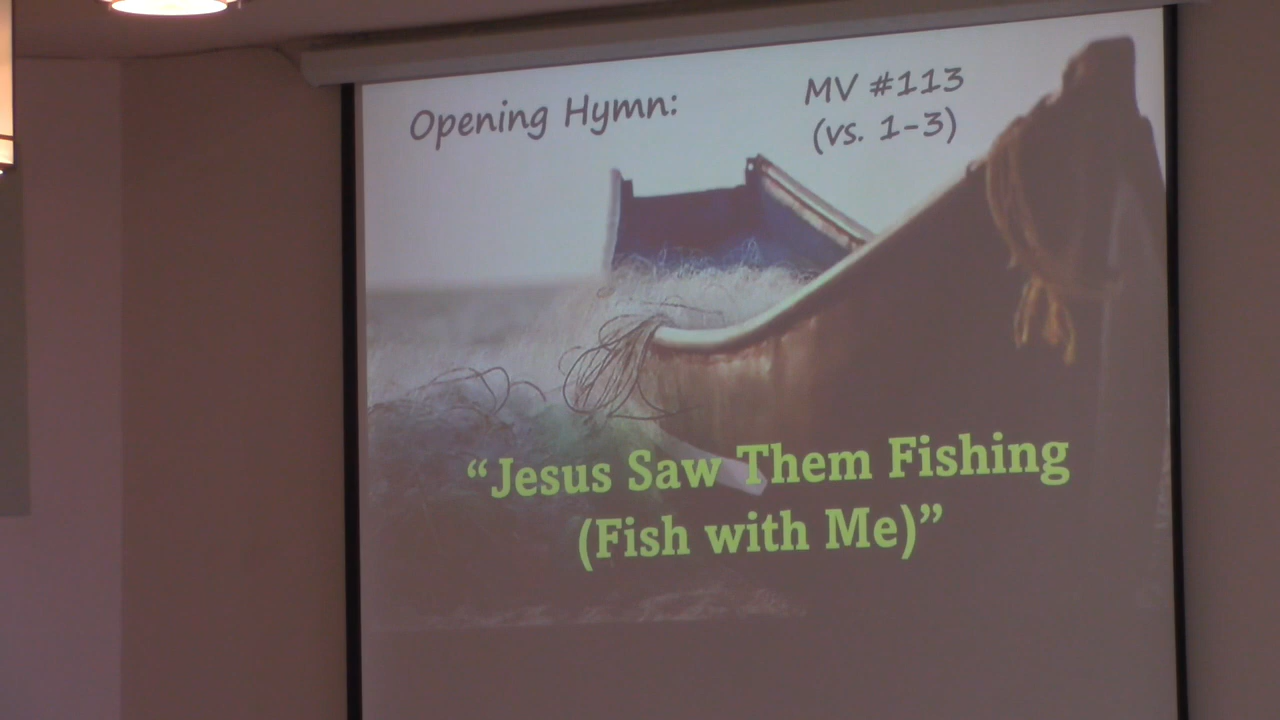 Opening Hymn:
MV #113
(vs. 1-3)
“Jesus Saw Them Fishing
(Fish with Me)”